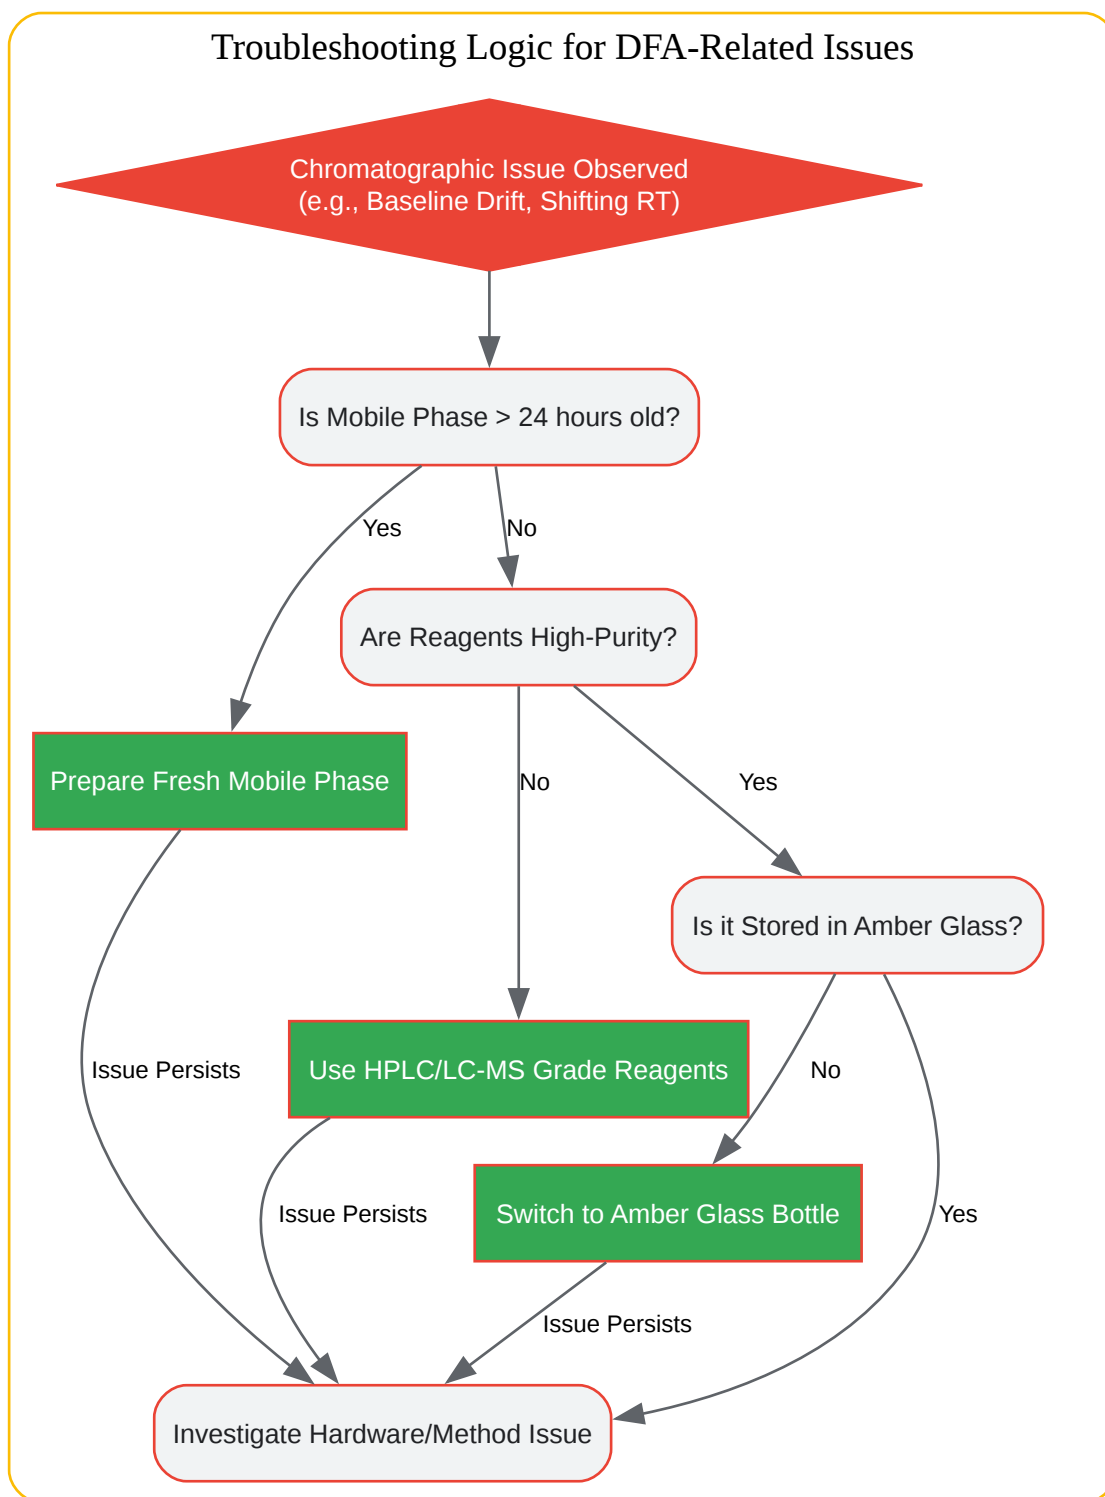 Troubleshooting Logic for DFA-Related Issues
Chromatographic Issue Observed
(e.g., Baseline Drift, Shifting RT)
Is Mobile Phase > 24 hours old?
Yes
No
Are Reagents High-Purity?
Prepare Fresh Mobile Phase
No
Yes
Is it Stored in Amber Glass?
Issue Persists
Use HPLC/LC-MS Grade Reagents
No
Issue Persists
Switch to Amber Glass Bottle
Yes
Issue Persists
Investigate Hardware/Method Issue